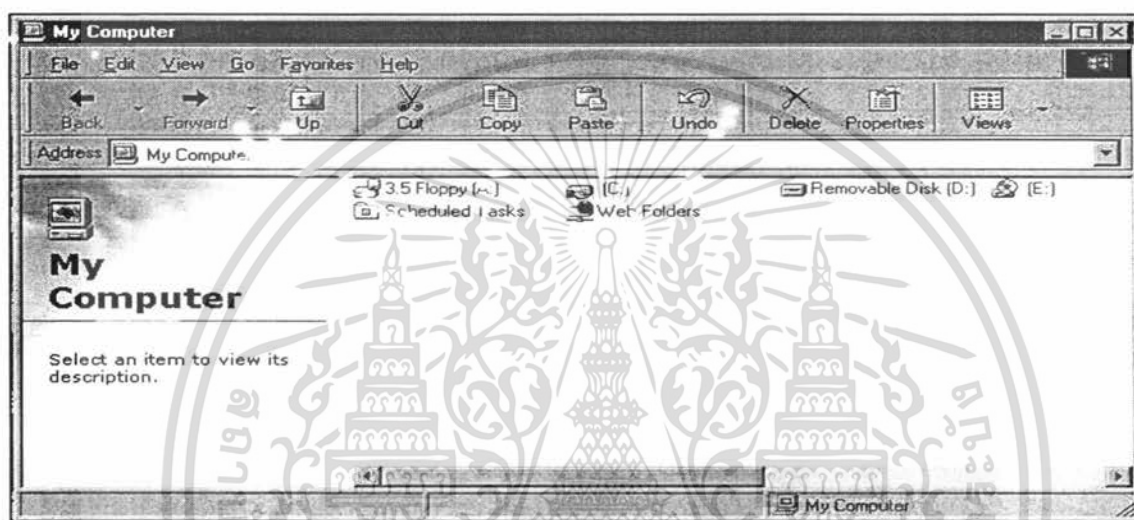 My Computer
File Edit View Go Favorites Help
Back Forward Up Cut Copy Paste Undo Delete Properties Views
Address My Compute
3.5 Floppy (A:) (C:) Removable Disk (D:) (E:)
Scheduled Tasks Web Folders
My
Computer
Select an item to view its
description.
My Computer